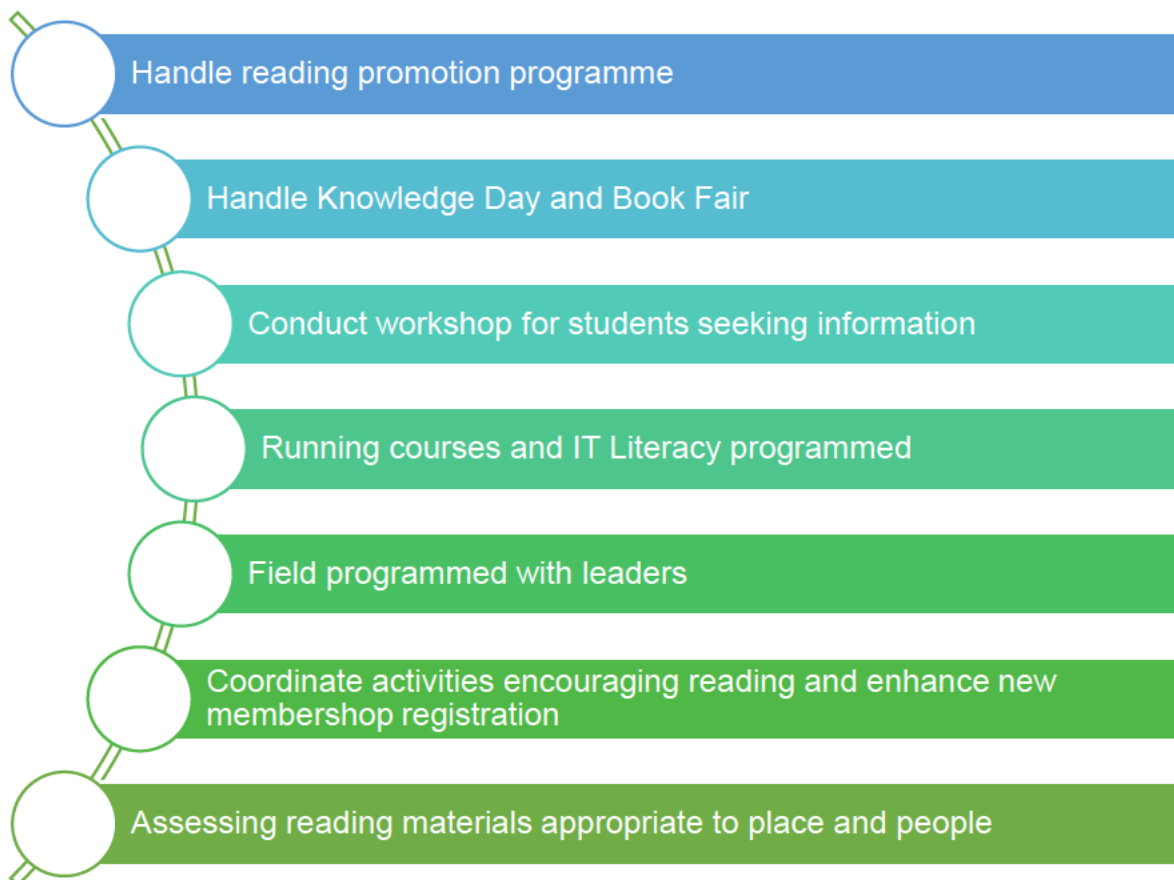 Handle reading promotion programme
Handle Knowledge Day and Book Fair
Conduct workshop for students seeking information
Running courses and IT Literacy programmed
Field programmed with leaders
Coordinate activities encouraging reading and enhance new
membershop registration
Assessing reading materials appropriate to place and people